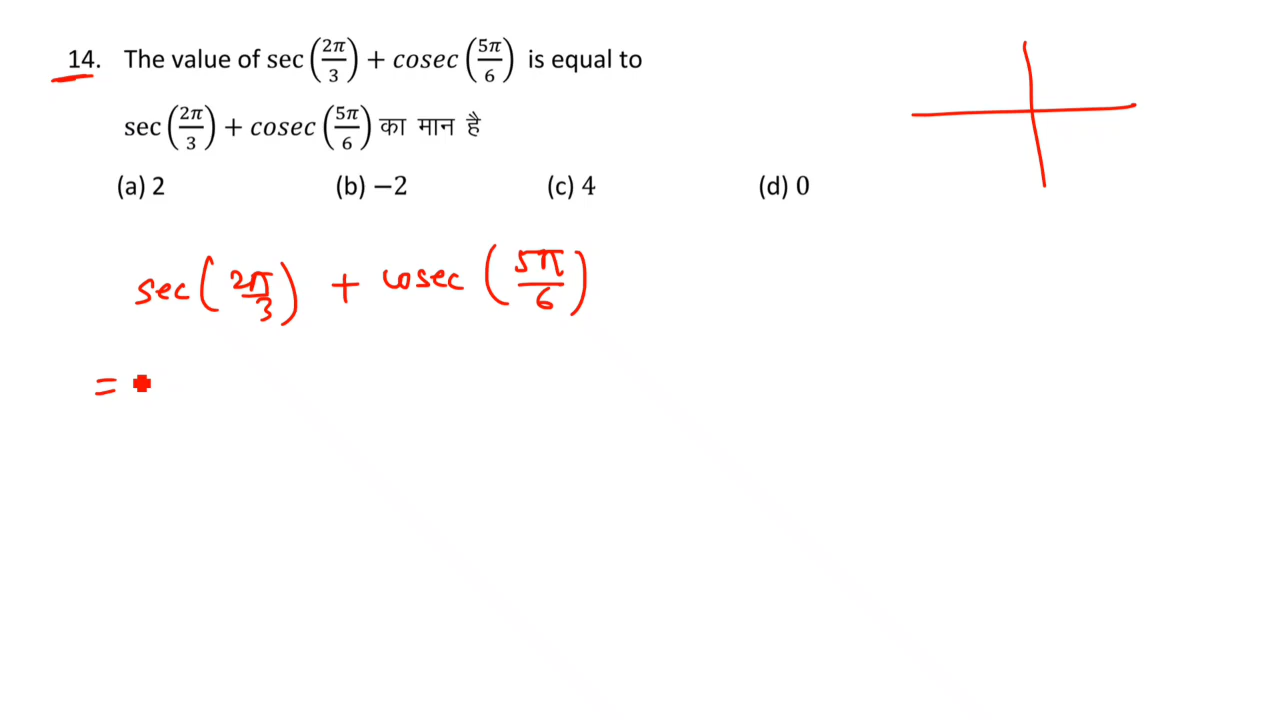 14. The value of sec (2π/3) + cosec (5π/6) is equal to
sec (2π/3) + cosec (5π/6) का मान है
(a) 2 (b) −2 (c) 4 (d) 0
sec (2π/3) + cosec (5π/6)
=